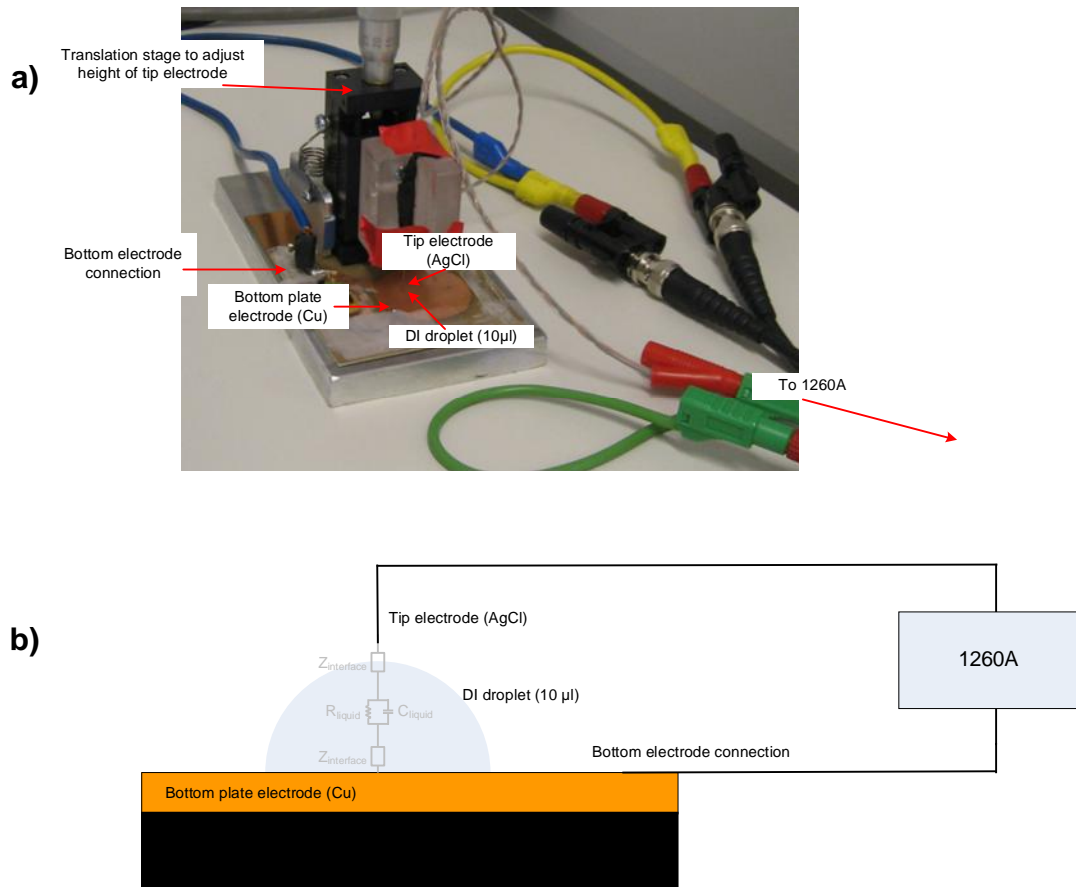 a)
Translation stage to adjust
height of tip electrode
Bottom electrode
connection
Tip electrode
(AgCl)
Bottom plate
electrode (Cu)
DI droplet (10µl)
To 1260A
b)
Tip electrode (AgCl)
1260A
Zinterface
DI droplet (10 µl)
Rliquid
Cliquid
Zinterface
Bottom electrode connection
Bottom plate electrode (Cu)